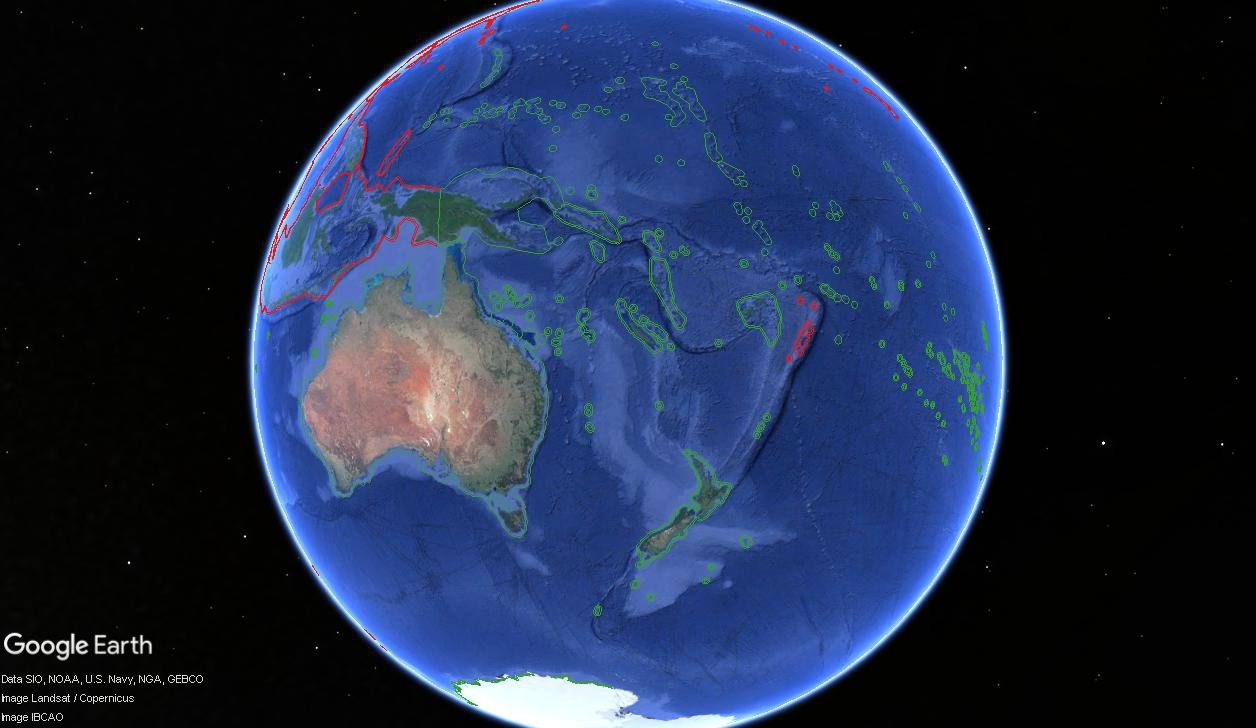 Google Earth
Data SIO, NOAA, U.S. Navy, NGA, GEBCO
Image Landsat / Copernicus
Image IBCAO